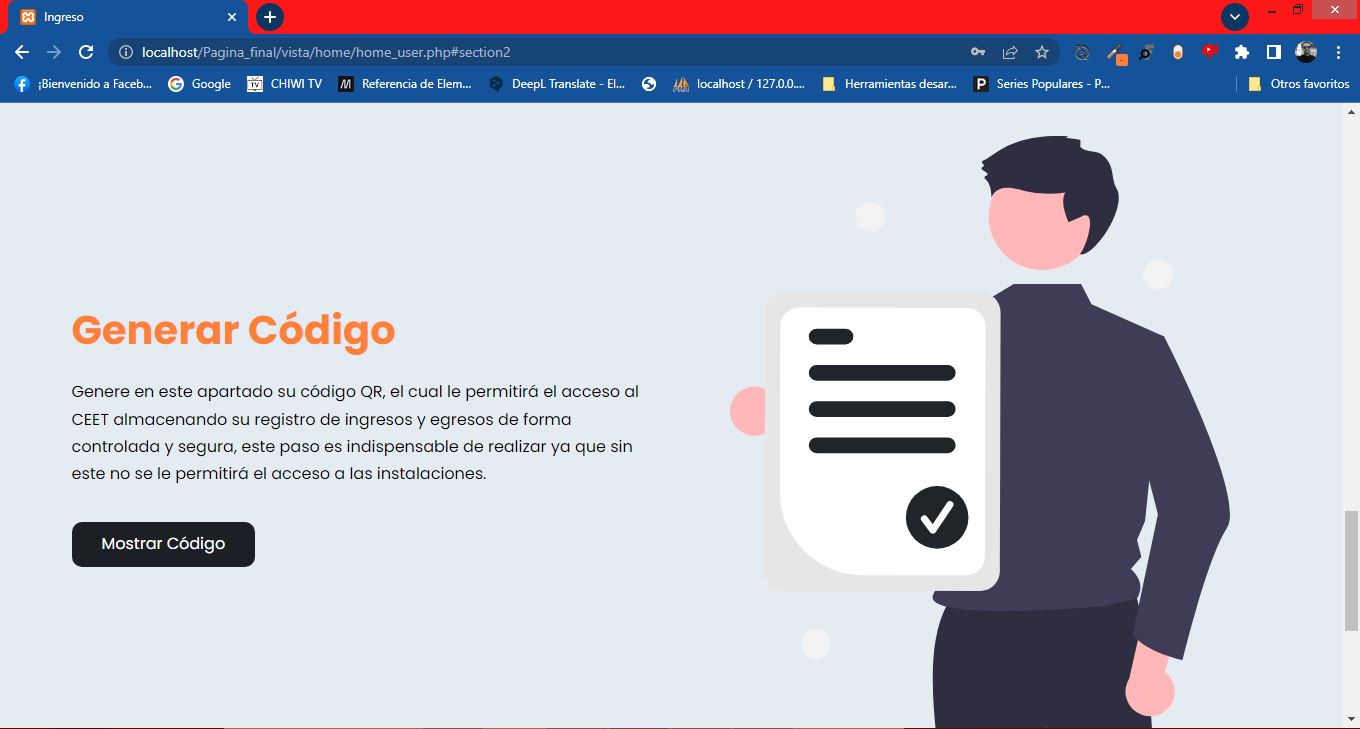 Ingreso
localhost/Pagina_final/vista/home/home_user.php#section2
¡Bienvenido a Faceb... Google CHIWI TV Referencia de Elem... DeepL Translate - El... localhost / 127.0.0.... Herramientas desar... Series Populares - P... Otros favoritos
Generar Código
Genere en este apartado su código QR, el cual le permitirá el acceso al
CEET almacenando su registro de ingresos y egresos de forma
controlada y segura, este paso es indispensable de realizar ya que sin
este no se le permitirá el acceso a las instalaciones.
Mostrar Código